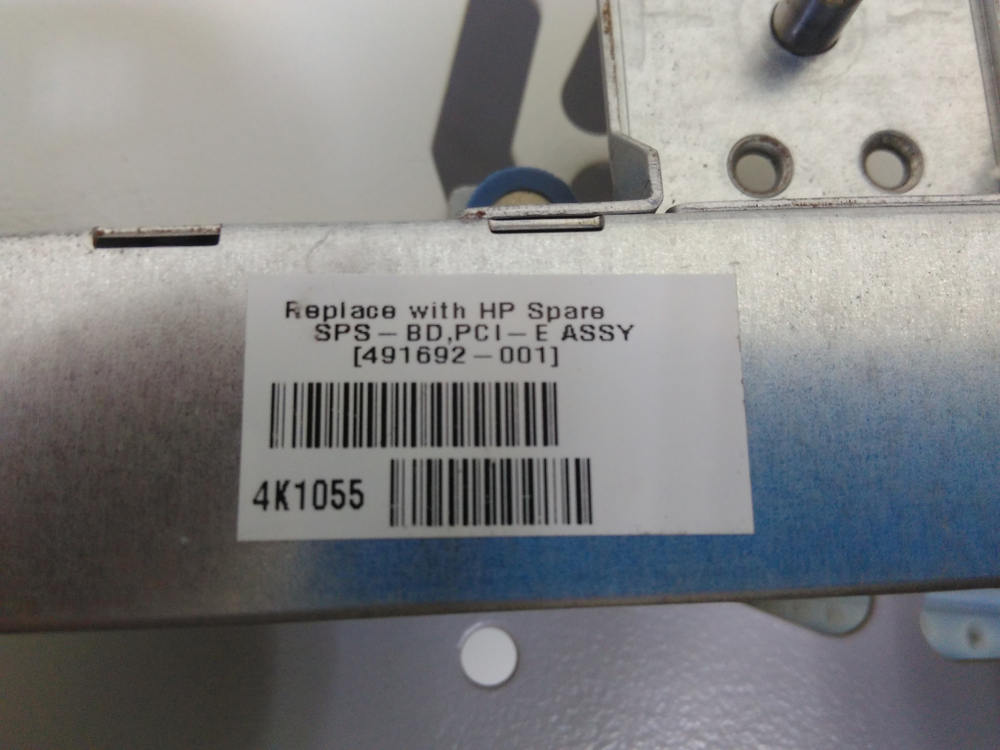 Replace with HP Spare
SPS-BD,PCI-E ASSY
[491692-001]
4K1055